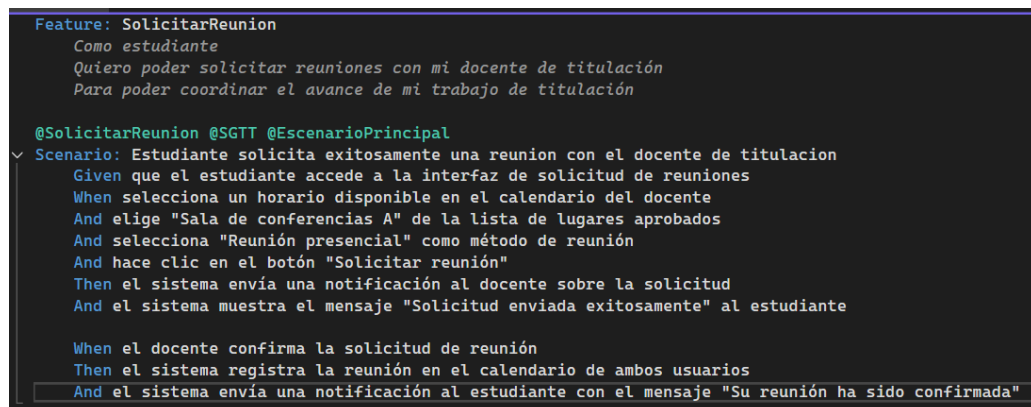 Feature: SolicitarReunion
Como estudiante
Quiero poder solicitar reuniones con mi docente de titulación
Para poder coordinar el avance de mi trabajo de titulación
@SolicitarReunion @SGTT @EscenarioPrincipal
Scenario: Estudiante solicita exitosamente una reunion con el docente de titulacion
Given que el estudiante accede a la interfaz de solicitud de reuniones
When selecciona un horario disponible en el calendario del docente
And elige "Sala de conferencias A" de la lista de lugares aprobados
And selecciona "Reunión presencial" como método de reunión
And hace clic en el botón "Solicitar reunión"
Then el sistema envía una notificación al docente sobre la solicitud
And el sistema muestra el mensaje "Solicitud enviada exitosamente" al estudiante
When el docente confirma la solicitud de reunión
Then el sistema registra la reunión en el calendario de ambos usuarios
And el sistema envía una notificación al estudiante con el mensaje "Su reunión ha sido confirmada"